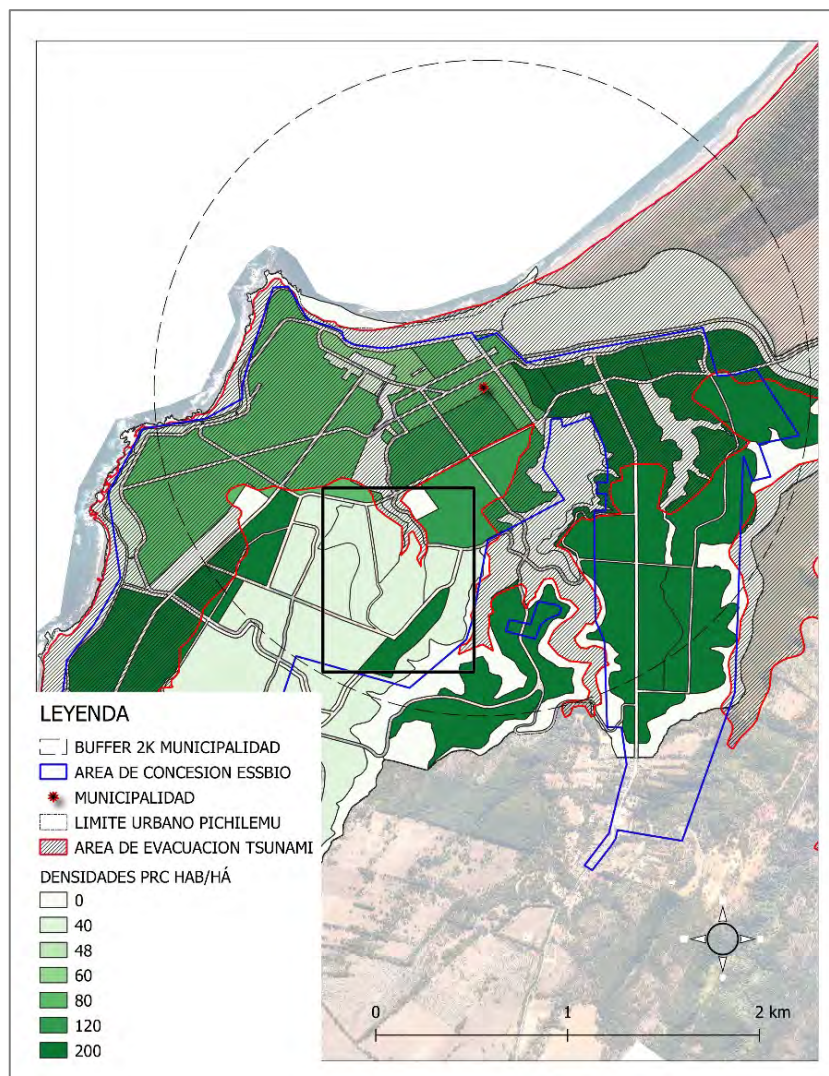 LEYENDA
BUFFER 2K MUNICIPALIDAD
AREA DE CONCESION ESSBIO
MUNICIPALIDAD
LIMITE URBANO PICHILEMU
AREA DE EVACUACION TSUNAMI
DENSIDADES PRC HAB/HÁ
0
40
48
60
80
120
200
0 1 2 km